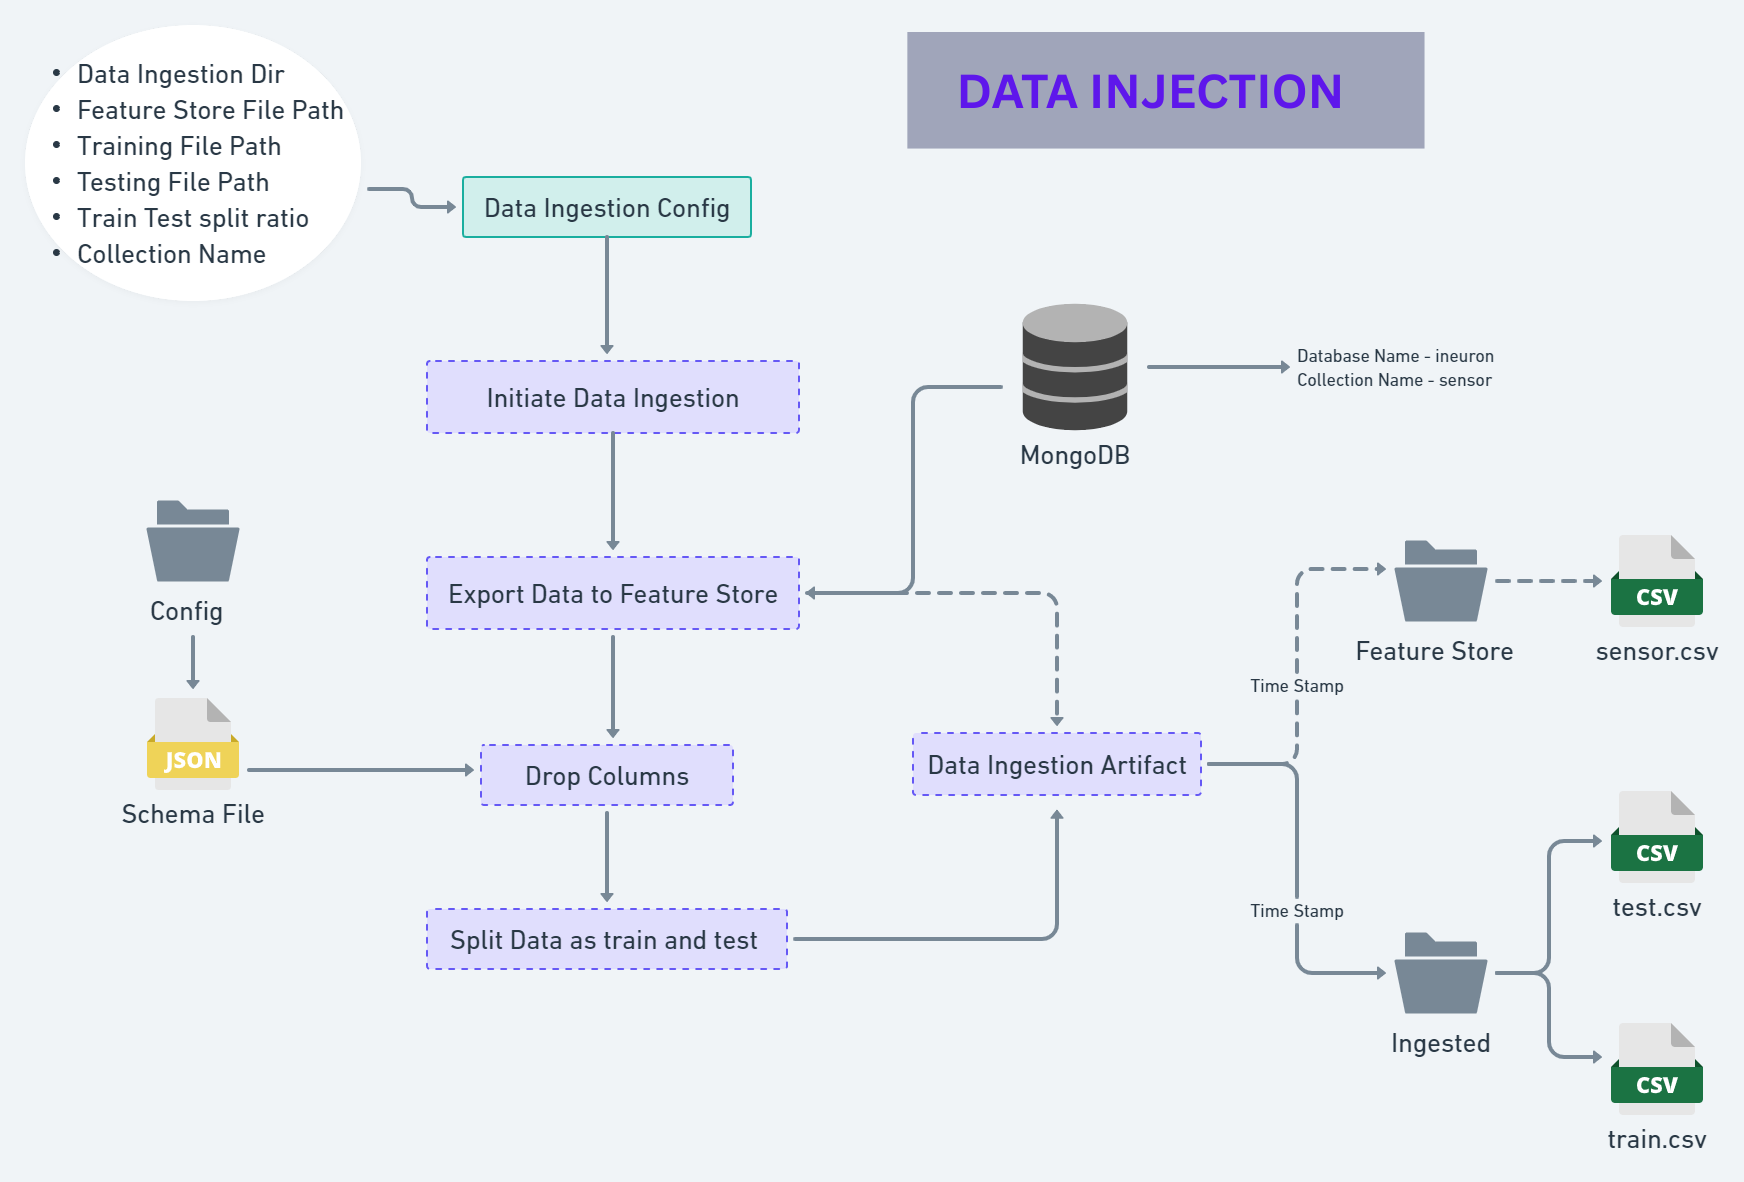 DATA INJECTION
• Data Ingestion Dir
• Feature Store File Path
• Training File Path
• Testing File Path
• Train Test split ratio
• Collection Name
Data Ingestion Config
Initiate Data Ingestion
Database Name - ineuron
Collection Name - sensor
MongoDB
Config
Export Data to Feature Store
Feature Store
CSV
sensor.csv
Time Stamp
JSON
Schema File
Drop Columns
Data Ingestion Artifact
CSV
test.csv
Split Data as train and test
Time Stamp
Ingested
CSV
train.csv